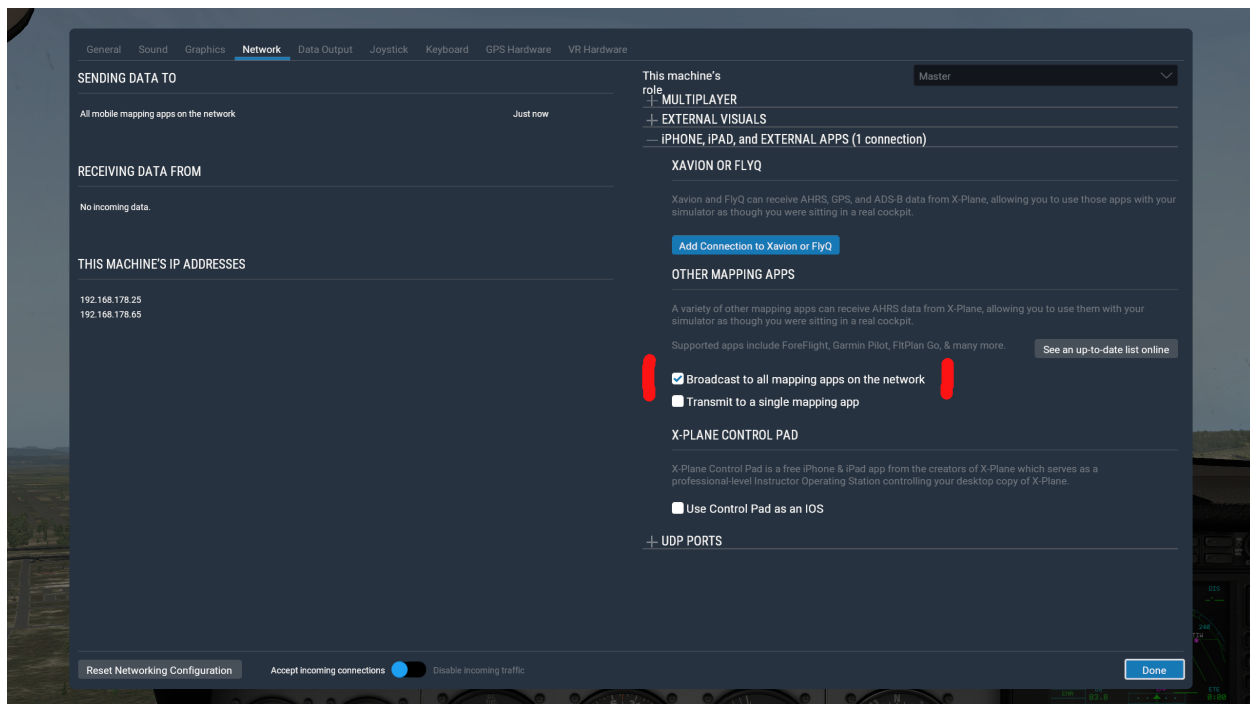 General Sound Graphics Network Data Output Joystick Keyboard GPS Hardware VR Hardware
SENDING DATA TO
All mobile mapping apps on the network Just now
RECEIVING DATA FROM
No incoming data.
THIS MACHINE'S IP ADDRESSES
192.168.178.25
192.168.178.65
This machine's
role
Master
MULTIPLAYER
EXTERNAL VISUALS
iPHONE, iPAD, and EXTERNAL APPS (1 connection)
XAVION OR FLYQ
Xavion and FlyQ can receive AHRS, GPS, and ADS-B data from X-Plane, allowing you to use those apps with your
simulator as though you were sitting in a real cockpit.
Add Connection to Xavion or FlyQ
OTHER MAPPING APPS
A variety of other mapping apps can receive AHRS data from X-Plane, allowing you to use them with your
simulator as though you were sitting in a real cockpit.
Supported apps include ForeFlight, Garmin Pilot, FltPlan Go, & many more.
See an up-to-date list online
Broadcast to all mapping apps on the network
Transmit to a single mapping app
X-PLANE CONTROL PAD
X-Plane Control Pad is a free iPhone & iPad app from the creators of X-Plane which serves as a
professional-level Instructor Operating Station controlling your desktop copy of X-Plane.
Use Control Pad as an IOS
UDP PORTS
Reset Networking Configuration
Accept incoming connections Disable incoming traffic
Done
DIS
240
83.8
ETE
0:00
N